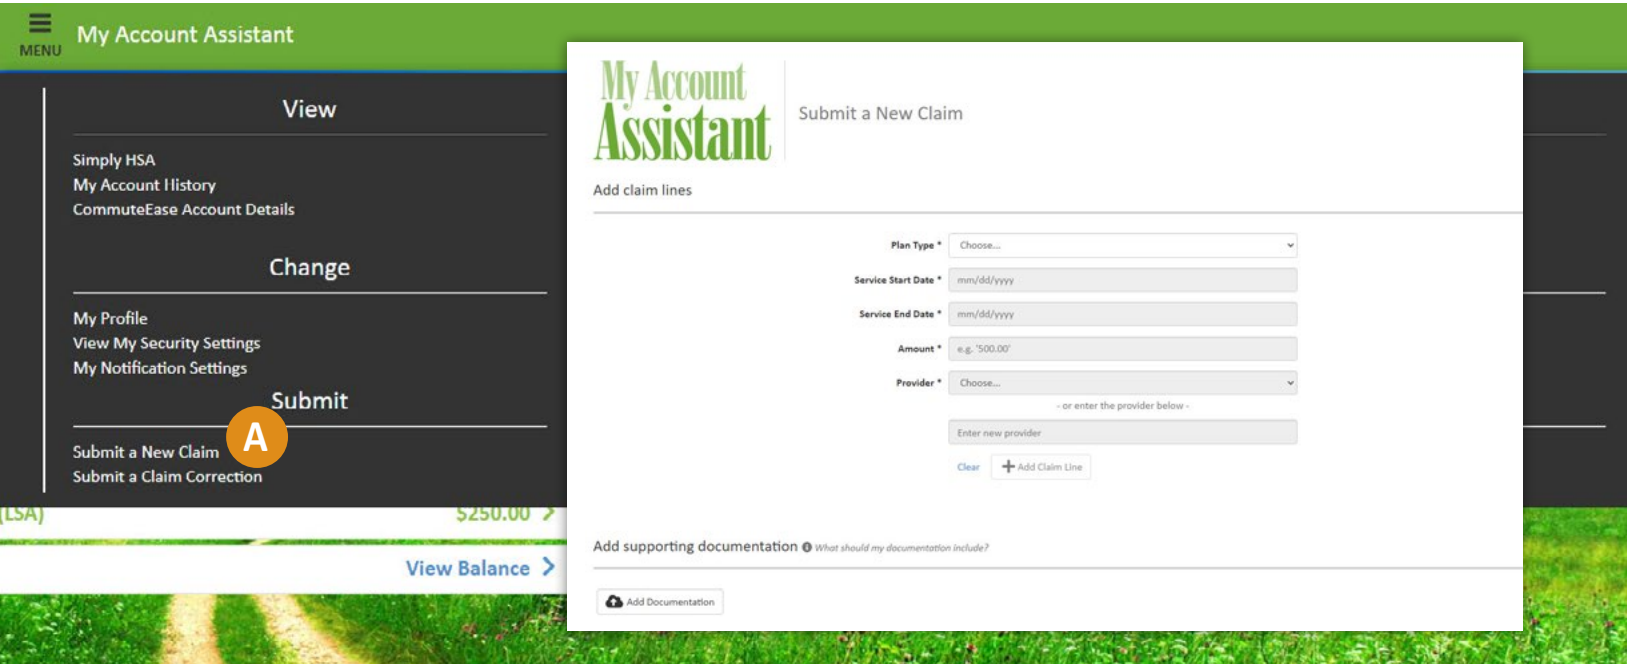 MENU
My Account Assistant
View
Simply HSA
My Account History
CommuteEase Account Details
Change
My Profile
View My Security Settings
My Notification Settings
Submit
A
Submit a New Claim
Submit a Claim Correction
(LSA)
$250.00
View Balance
My Account
Assistant
Submit a New Claim
Add claim lines
Plan Type * Choose...
Service Start Date * mm/dd/yyyy
Service End Date * mm/dd/yyyy
Amount * e.g. '500.00'
Provider * Choose...
- or enter the provider below -
Enter new provider
Clear Add Claim Line
Add supporting documentation What should my documentation include?
Add Documentation